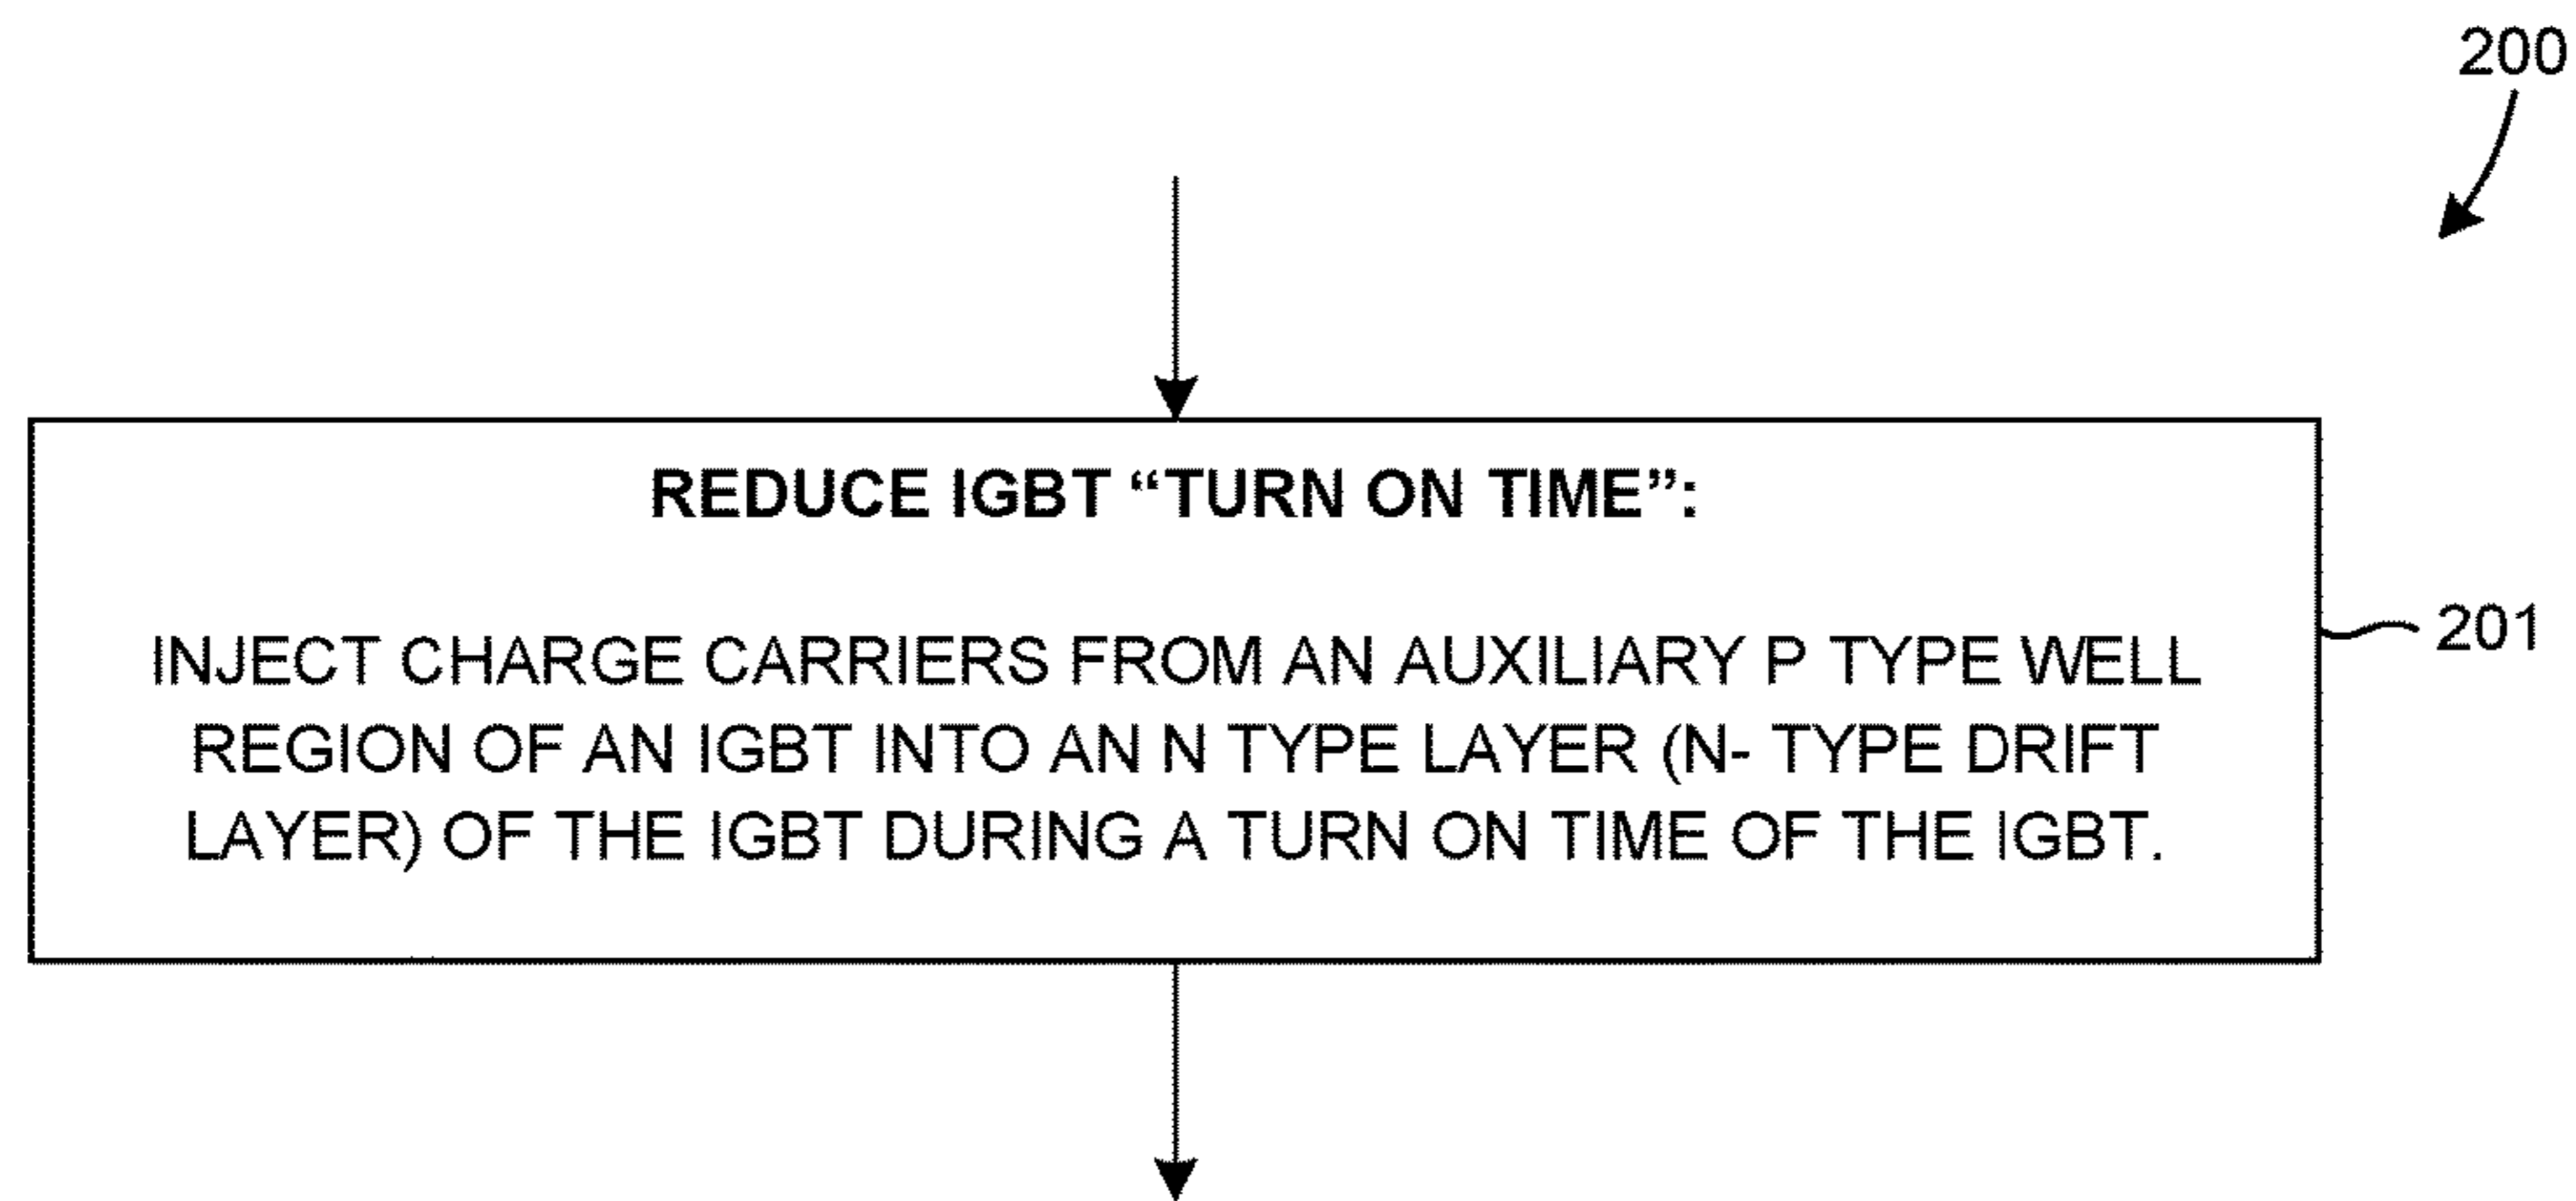 200
REDUCE IGBT “TURN ON TIME”:
INJECT CHARGE CARRIERS FROM AN AUXILIARY P TYPE WELL
REGION OF AN IGBT INTO AN N TYPE LAYER (N- TYPE DRIFT
LAYER) OF THE IGBT DURING A TURN ON TIME OF THE IGBT.
201